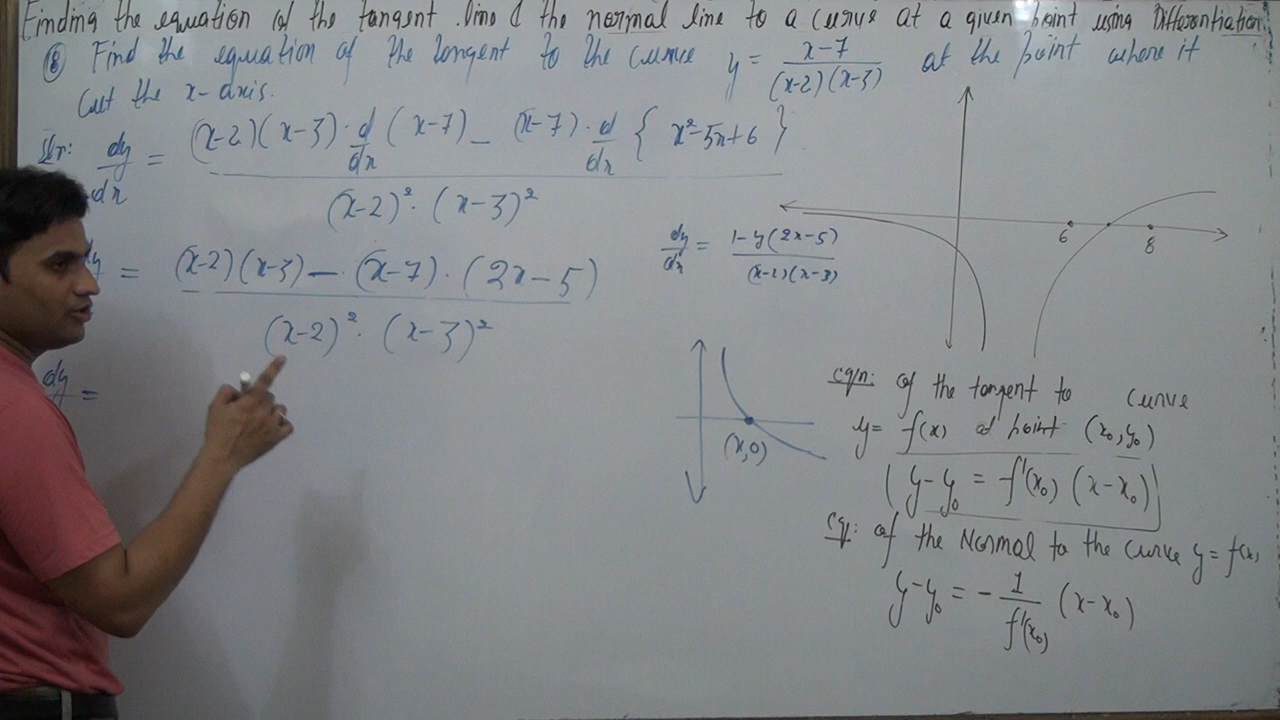 Finding the equation of the tangent line & the normal line to a curve at a given point using Differentiation
⑧ Find the equation of the tangent to the curve y = (x-7)/((x-2)(x-3)) at the point where it
cut the x-axis.
dy/dx = ((x-2)(x-3)·d/dx(x-7) - (x-7)·d/dx{x²-5x+6})/((x-2)²·(x-3)²)
dy = ((x-2)(x-3) - (x-7)·(2x-5))/((x-2)²·(x-3)²)
dy/dx = (1-y(2x-5))/((x-2)(x-3))
6 8
dy =
(x,0)
eqn: of the tangent to curve
y = f(x) at point (x₀,y₀)
y-y₀ = f'(x₀) (x-x₀)
eq: of the Normal to the curve y = f(x)
y-y₀ = -1/f'(x₀) (x-x₀)